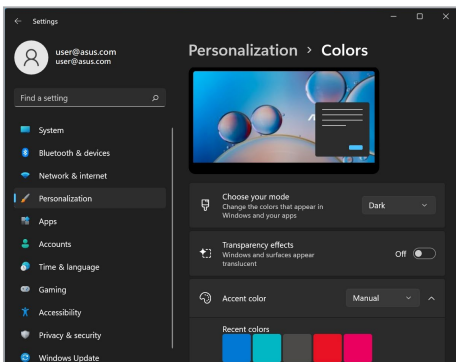 Settings
user@asus.com
user@asus.com
Find a setting
System
Bluetooth & devices
Network & internet
Personalization
Apps
Accounts
Time & language
Gaming
Accessibility
Privacy & security
Windows Update
Personalization > Colors
Choose your mode
Change the colors that appear in
Windows and your apps
Dark
Transparency effects
Windows and surfaces appear
translucent
Off
Accent color
Manual
Recent colors